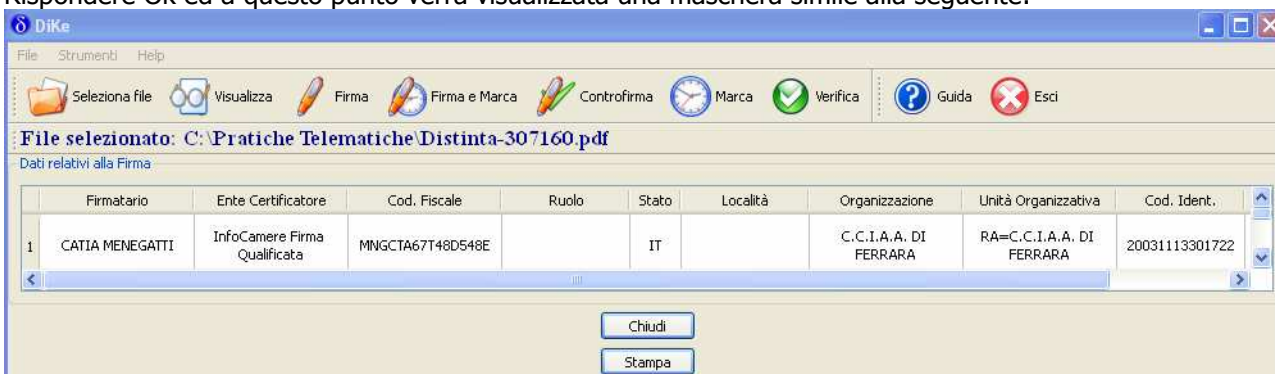 Rispondere Ok ed a questo punto verrà visualizzata una maschera simile alla seguente:
DiKe
File Strumenti Help
Seleziona file Visualizza Firma Firma e Marca Controfirma Marca Verifica Guida Esci
File selezionato: C:\Pratiche Telematiche\Distinta-307160.pdf
Dati relativi alla Firma
Firmatario Ente Certificatore Cod. Fiscale Ruolo Stato Località Organizzazione Unità Organizzativa Cod. Ident.
1 CATIA MENEGATTI InfoCamere Firma Qualificata MNGCTA67T48D548E IT C.C.I.A.A. DI FERRARA RA=C.C.I.A.A. DI FERRARA 20031113301722
Chiudi
Stampa